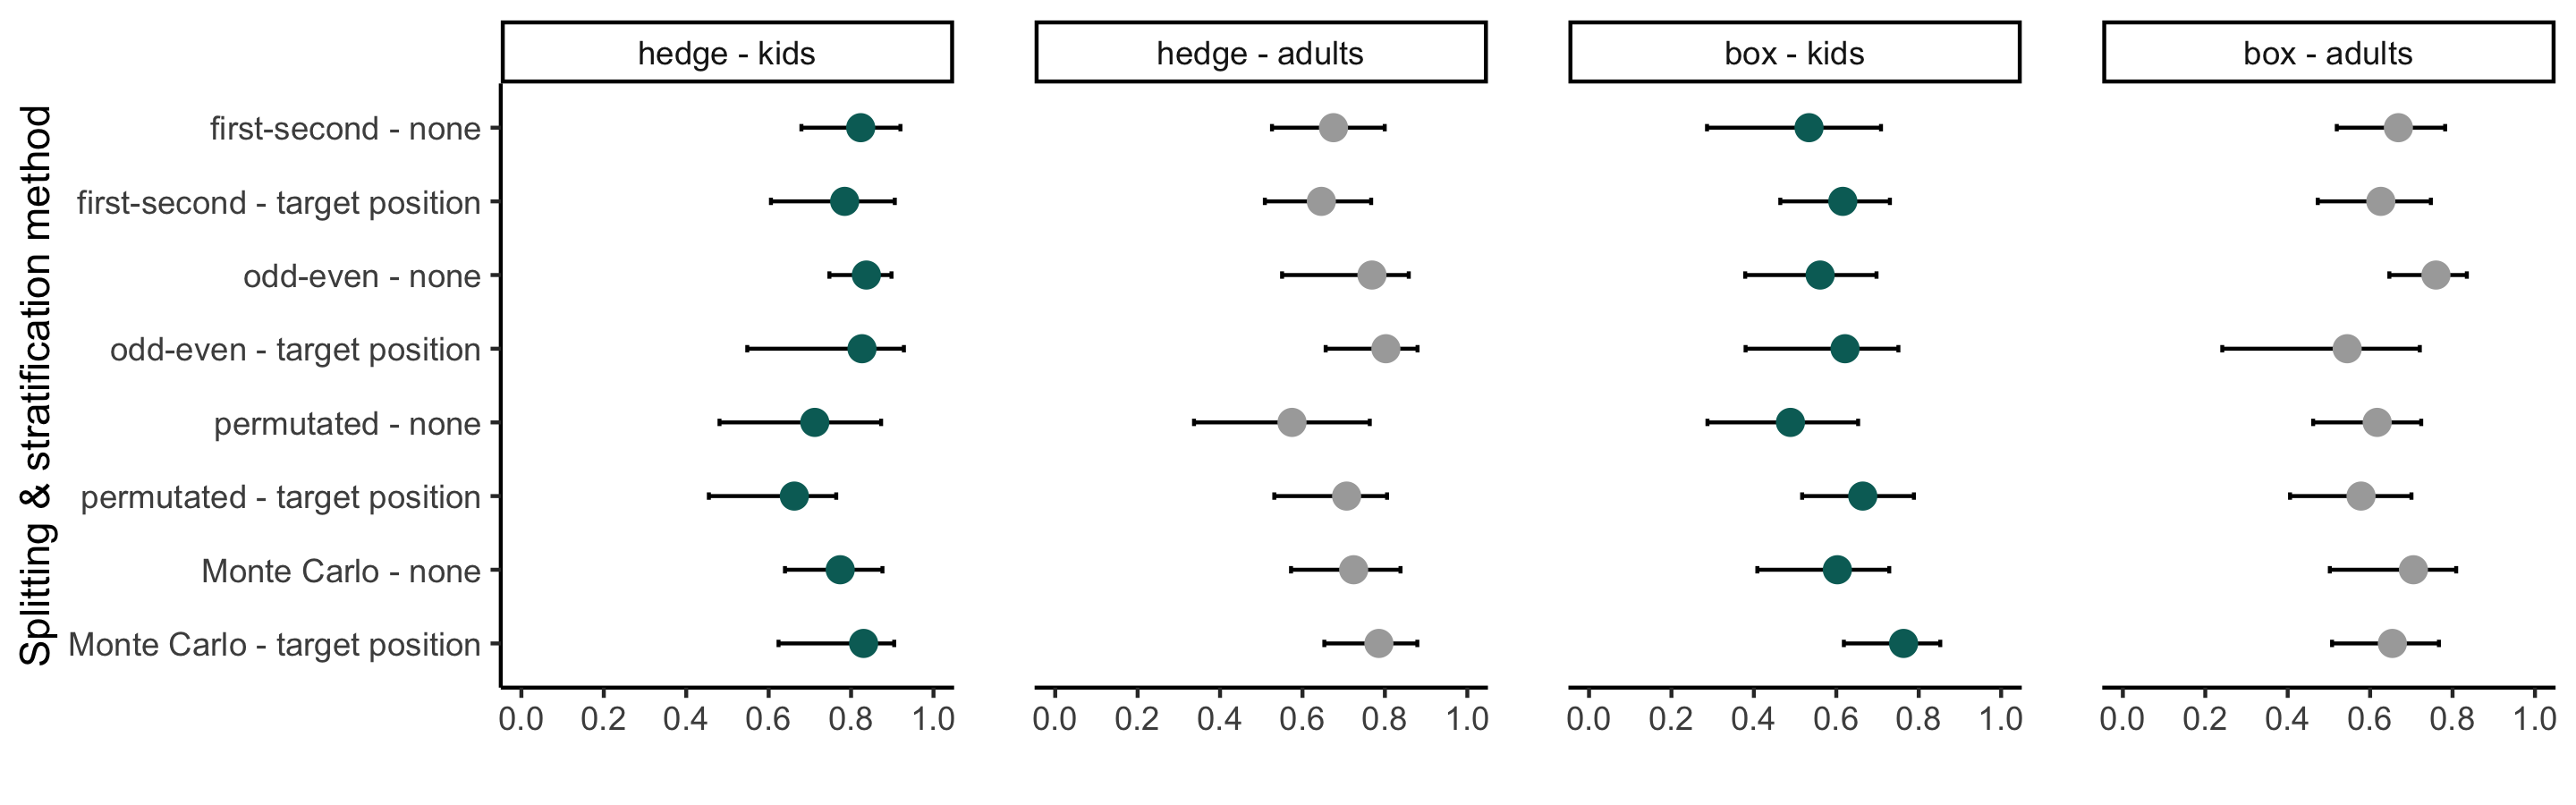 hedge - kids
hedge - adults
box - kids
box - adults
Splitting & stratification method
first-second - none
first-second - target position
odd-even - none
odd-even - target position
permutated - none
permutated - target position
Monte Carlo - none
Monte Carlo - target position
0.0 0.2 0.4 0.6 0.8 1.0
0.0 0.2 0.4 0.6 0.8 1.0
0.0 0.2 0.4 0.6 0.8 1.0
0.0 0.2 0.4 0.6 0.8 1.0